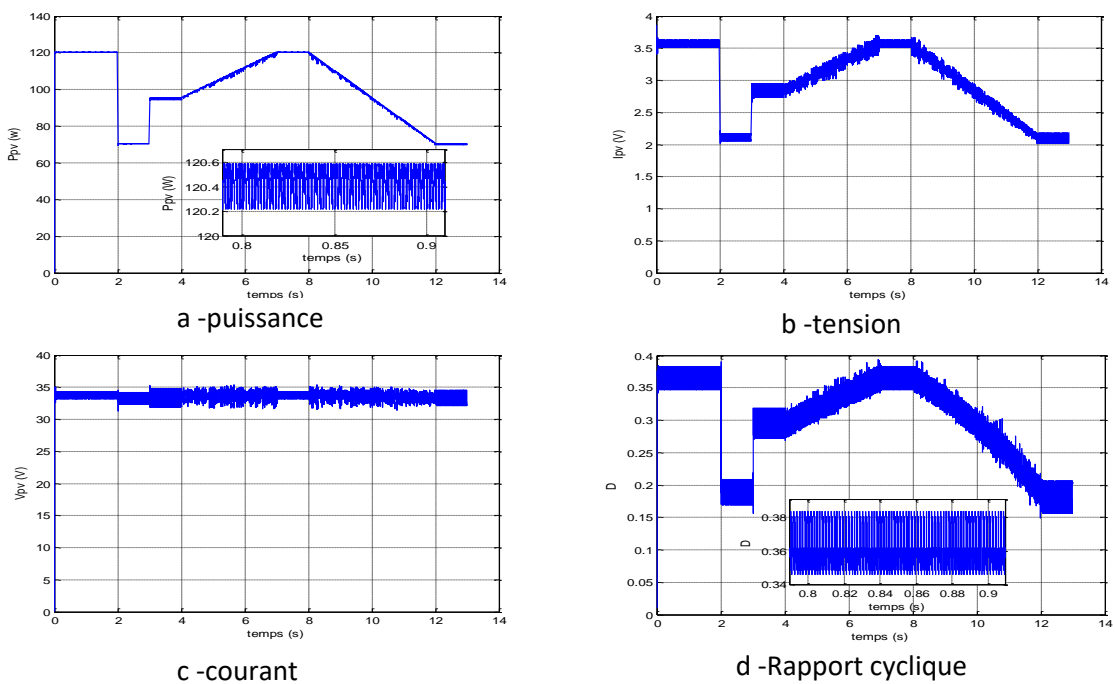 140
120
100
80
60
40
20
0
Ppv (w)
120.6
120.4
120.2
120
Ppv (W)
0.8 0.85 0.9
temps (s)
0 2 4 6 8 10 12 14
temps (s)
a -puissance
4
3.5
3
2.5
2
1.5
1
0.5
0
Ipv (V)
0 2 4 6 8 10 12 14
temps (s)
b -tension
40
35
30
25
20
15
10
5
0
Vpv (V)
0 2 4 6 8 10 12 14
temps (s)
c -courant
0.4
0.35
0.3
0.25
0.2
0.15
0.1
0.05
0
D
0.38
0.36
0.34
D
0.8 0.82 0.84 0.86 0.88 0.9
temps (s)
0 2 4 6 8 10 12 14
temps (s)
d -Rapport cyclique